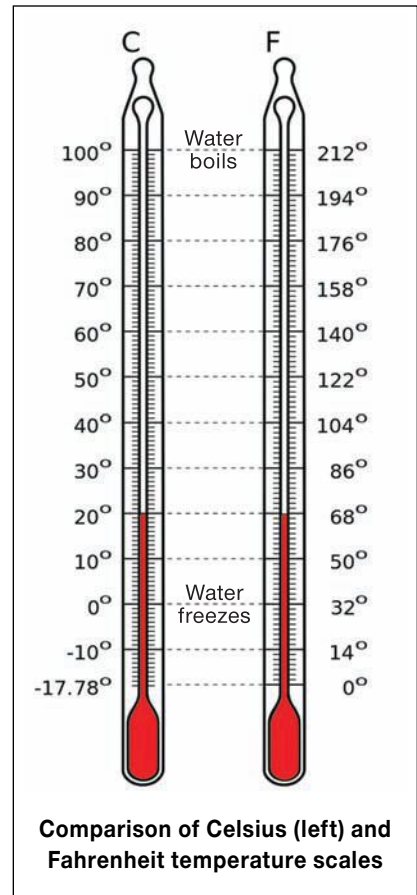 C F
Water
boils
100° 212°
90° 194°
80° 176°
70° 158°
60° 140°
50° 122°
40° 104°
30° 86°
20° 68°
10° 50°
Water
freezes
0° 32°
-10° 14°
-17.78° 0°
Comparison of Celsius (left) and
Fahrenheit temperature scales